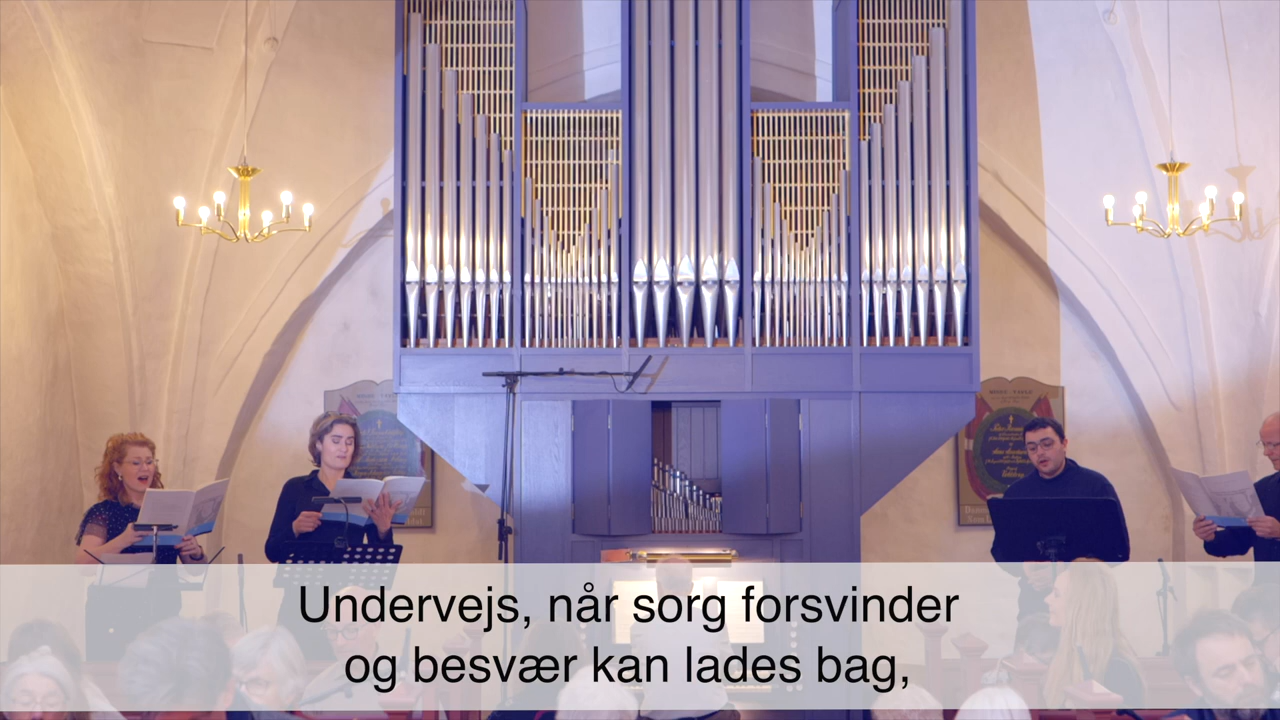 Undervejs, når sorg forsvinder
og besvær kan lades bag,